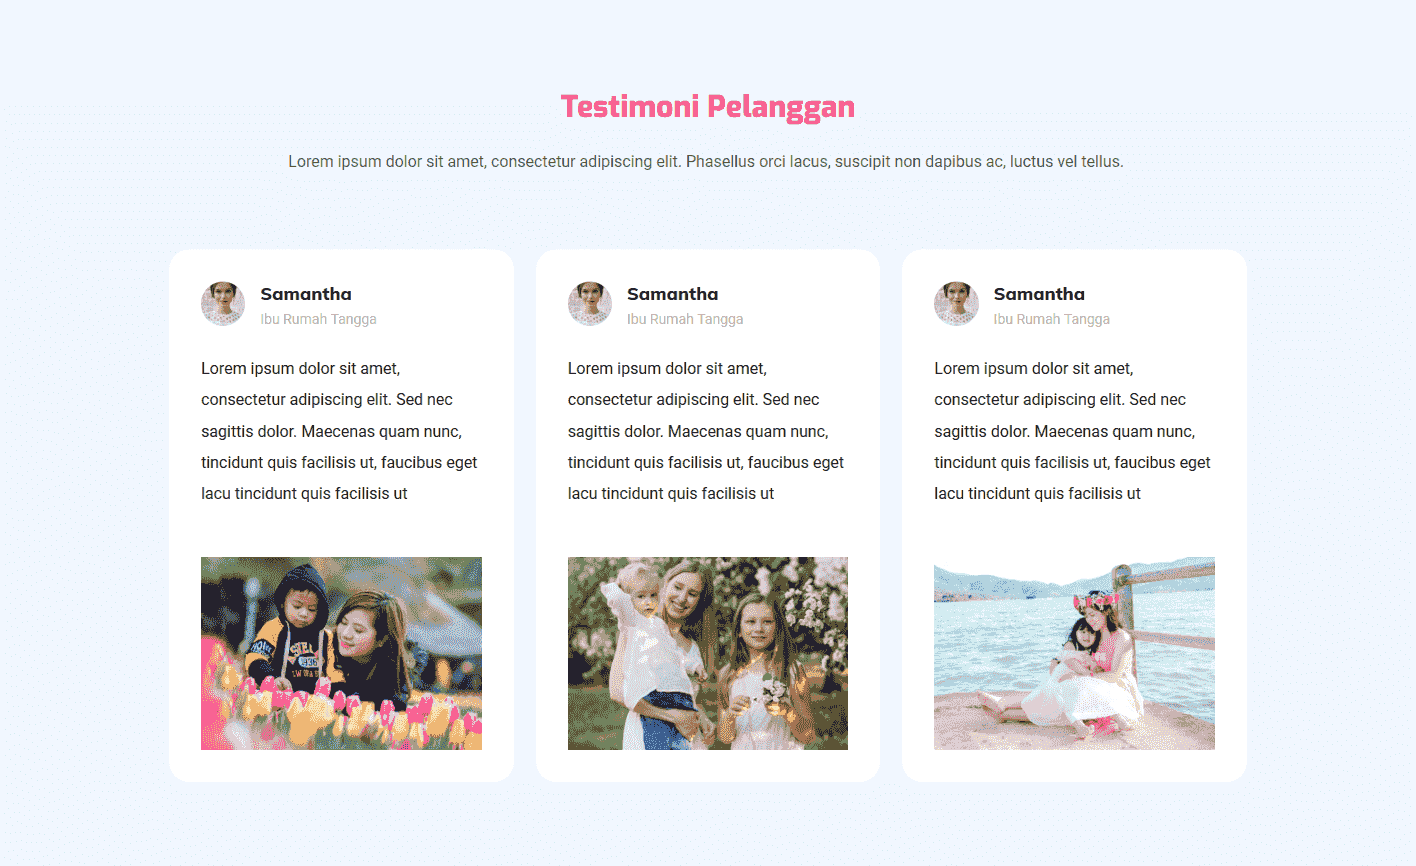 Testimoni Pelanggan
Lorem ipsum dolor sit amet, consectetur adipiscing elit. Phasellus orci lacus, suscipit non dapibus ac, luctus vel tellus.
Samantha
Ibu Rumah Tangga
Lorem ipsum dolor sit amet,
consectetur adipiscing elit. Sed nec
sagittis dolor. Maecenas quam nunc,
tincidunt quis facilisis ut, faucibus eget
lacu tincidunt quis facilisis ut
Samantha
Ibu Rumah Tangga
Lorem ipsum dolor sit amet,
consectetur adipiscing elit. Sed nec
sagittis dolor. Maecenas quam nunc,
tincidunt quis facilisis ut, faucibus eget
lacu tincidunt quis facilisis ut
Samantha
Ibu Rumah Tangga
Lorem ipsum dolor sit amet,
consectetur adipiscing elit. Sed nec
sagittis dolor. Maecenas quam nunc,
tincidunt quis facilisis ut, faucibus eget
lacu tincidunt quis facilisis ut